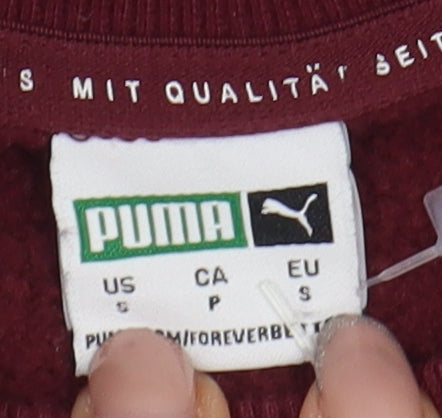 S MIT QUALITÄT SEIT
PUMA
US CA EU
S P S